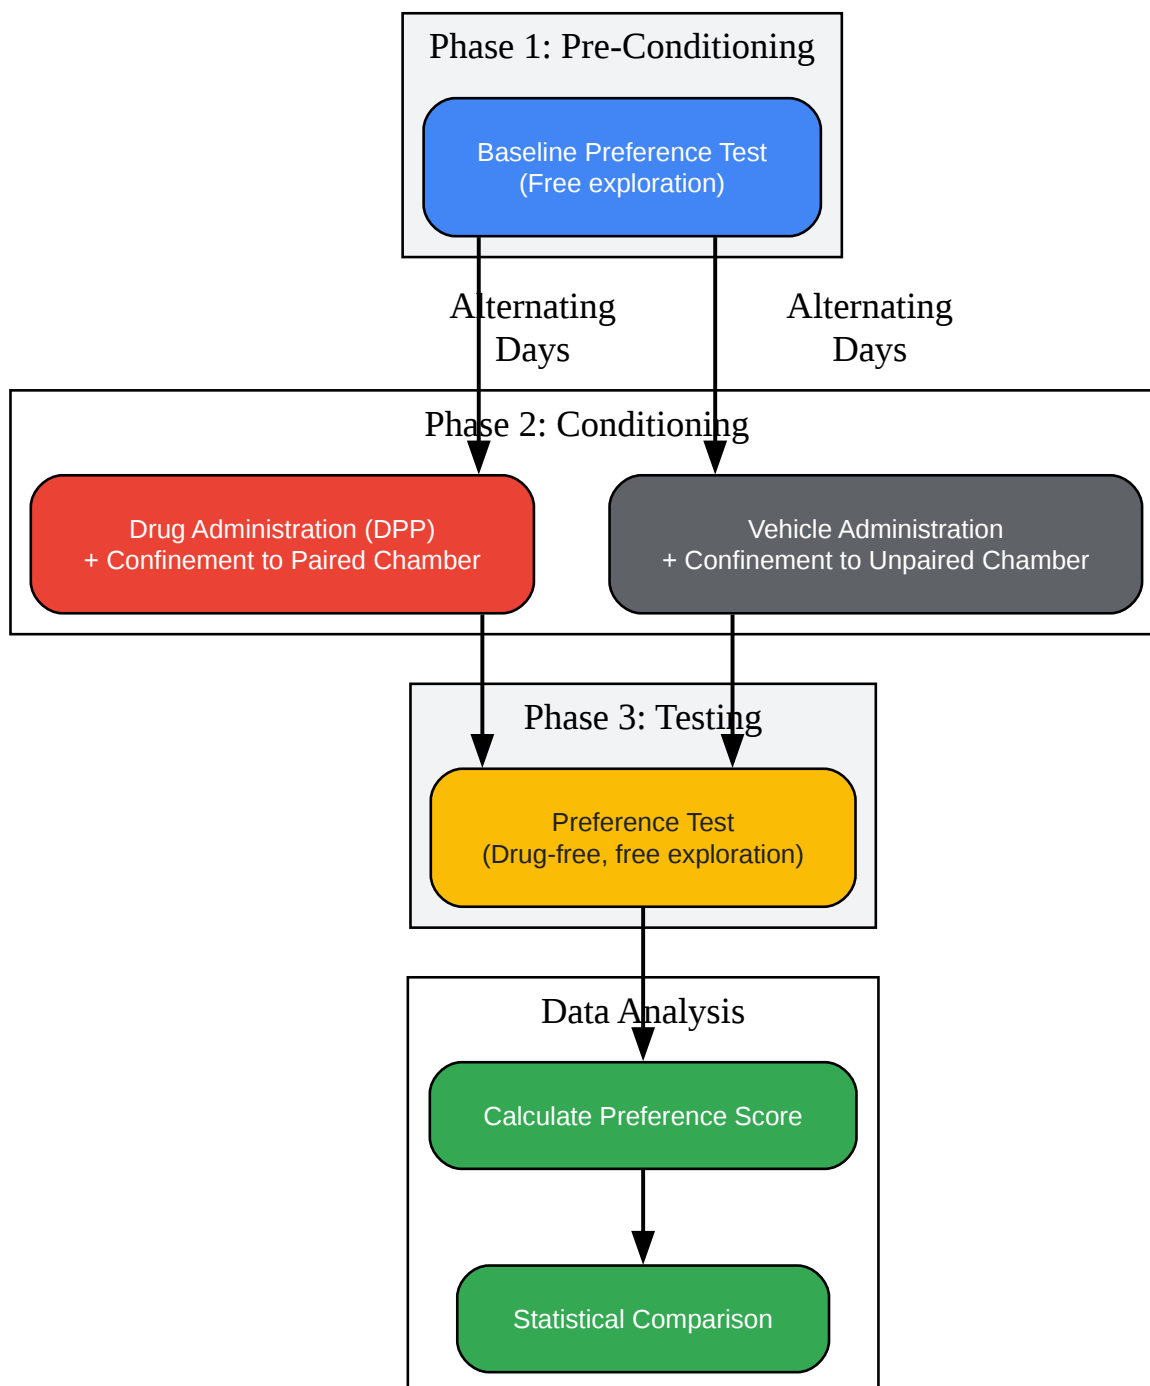 Phase 1: Pre-Conditioning
Baseline Preference Test
(Free exploration)
Alternating
Days
Alternating
Days
Phase 2: Conditioning
Drug Administration (DPP)
+ Confinement to Paired Chamber
Vehicle Administration
+ Confinement to Unpaired Chamber
Phase 3: Testing
Preference Test
(Drug-free, free exploration)
Data Analysis
Calculate Preference Score
Statistical Comparison